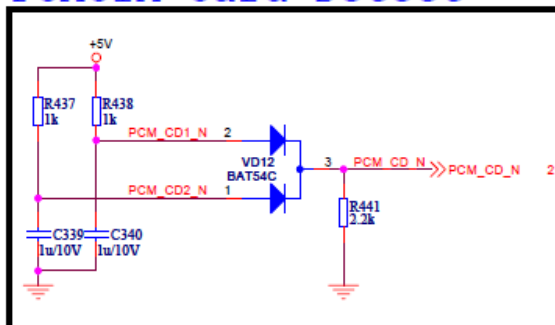 +5V
R437
1k
R438
1k
PCM_CD1_N 2
VD12
BAT54C
3 PCM_CD_N
PCM_CD_N 2
PCM_CD2_N 1
R441
2.2k
C339
1u/10V
C340
1u/10V